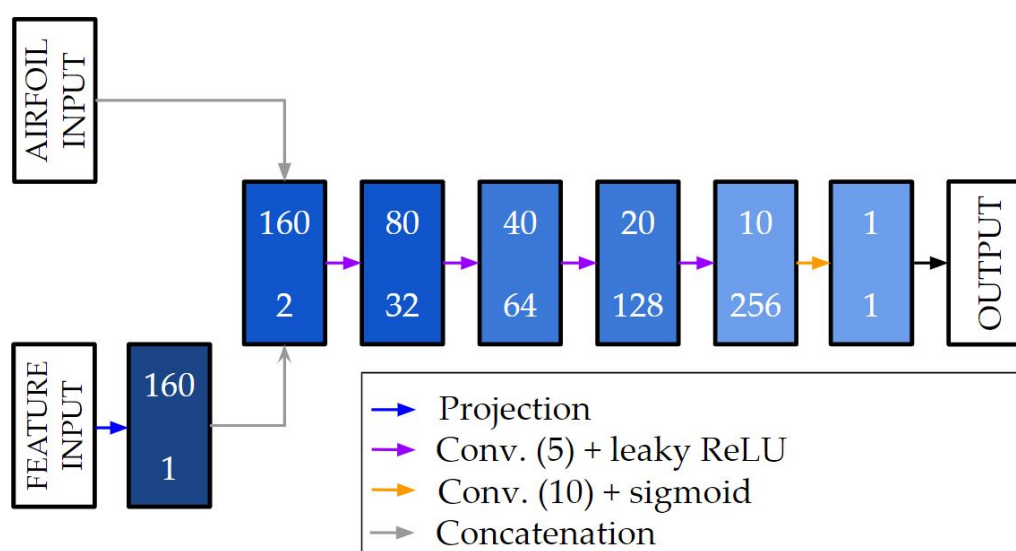 AIRFOIL
INPUT
160
2
80
32
40
64
20
128
10
256
1
1
OUTPUT
FEATURE
INPUT
160
1
Projection
Conv. (5) + leaky ReLU
Conv. (10) + sigmoid
Concatenation